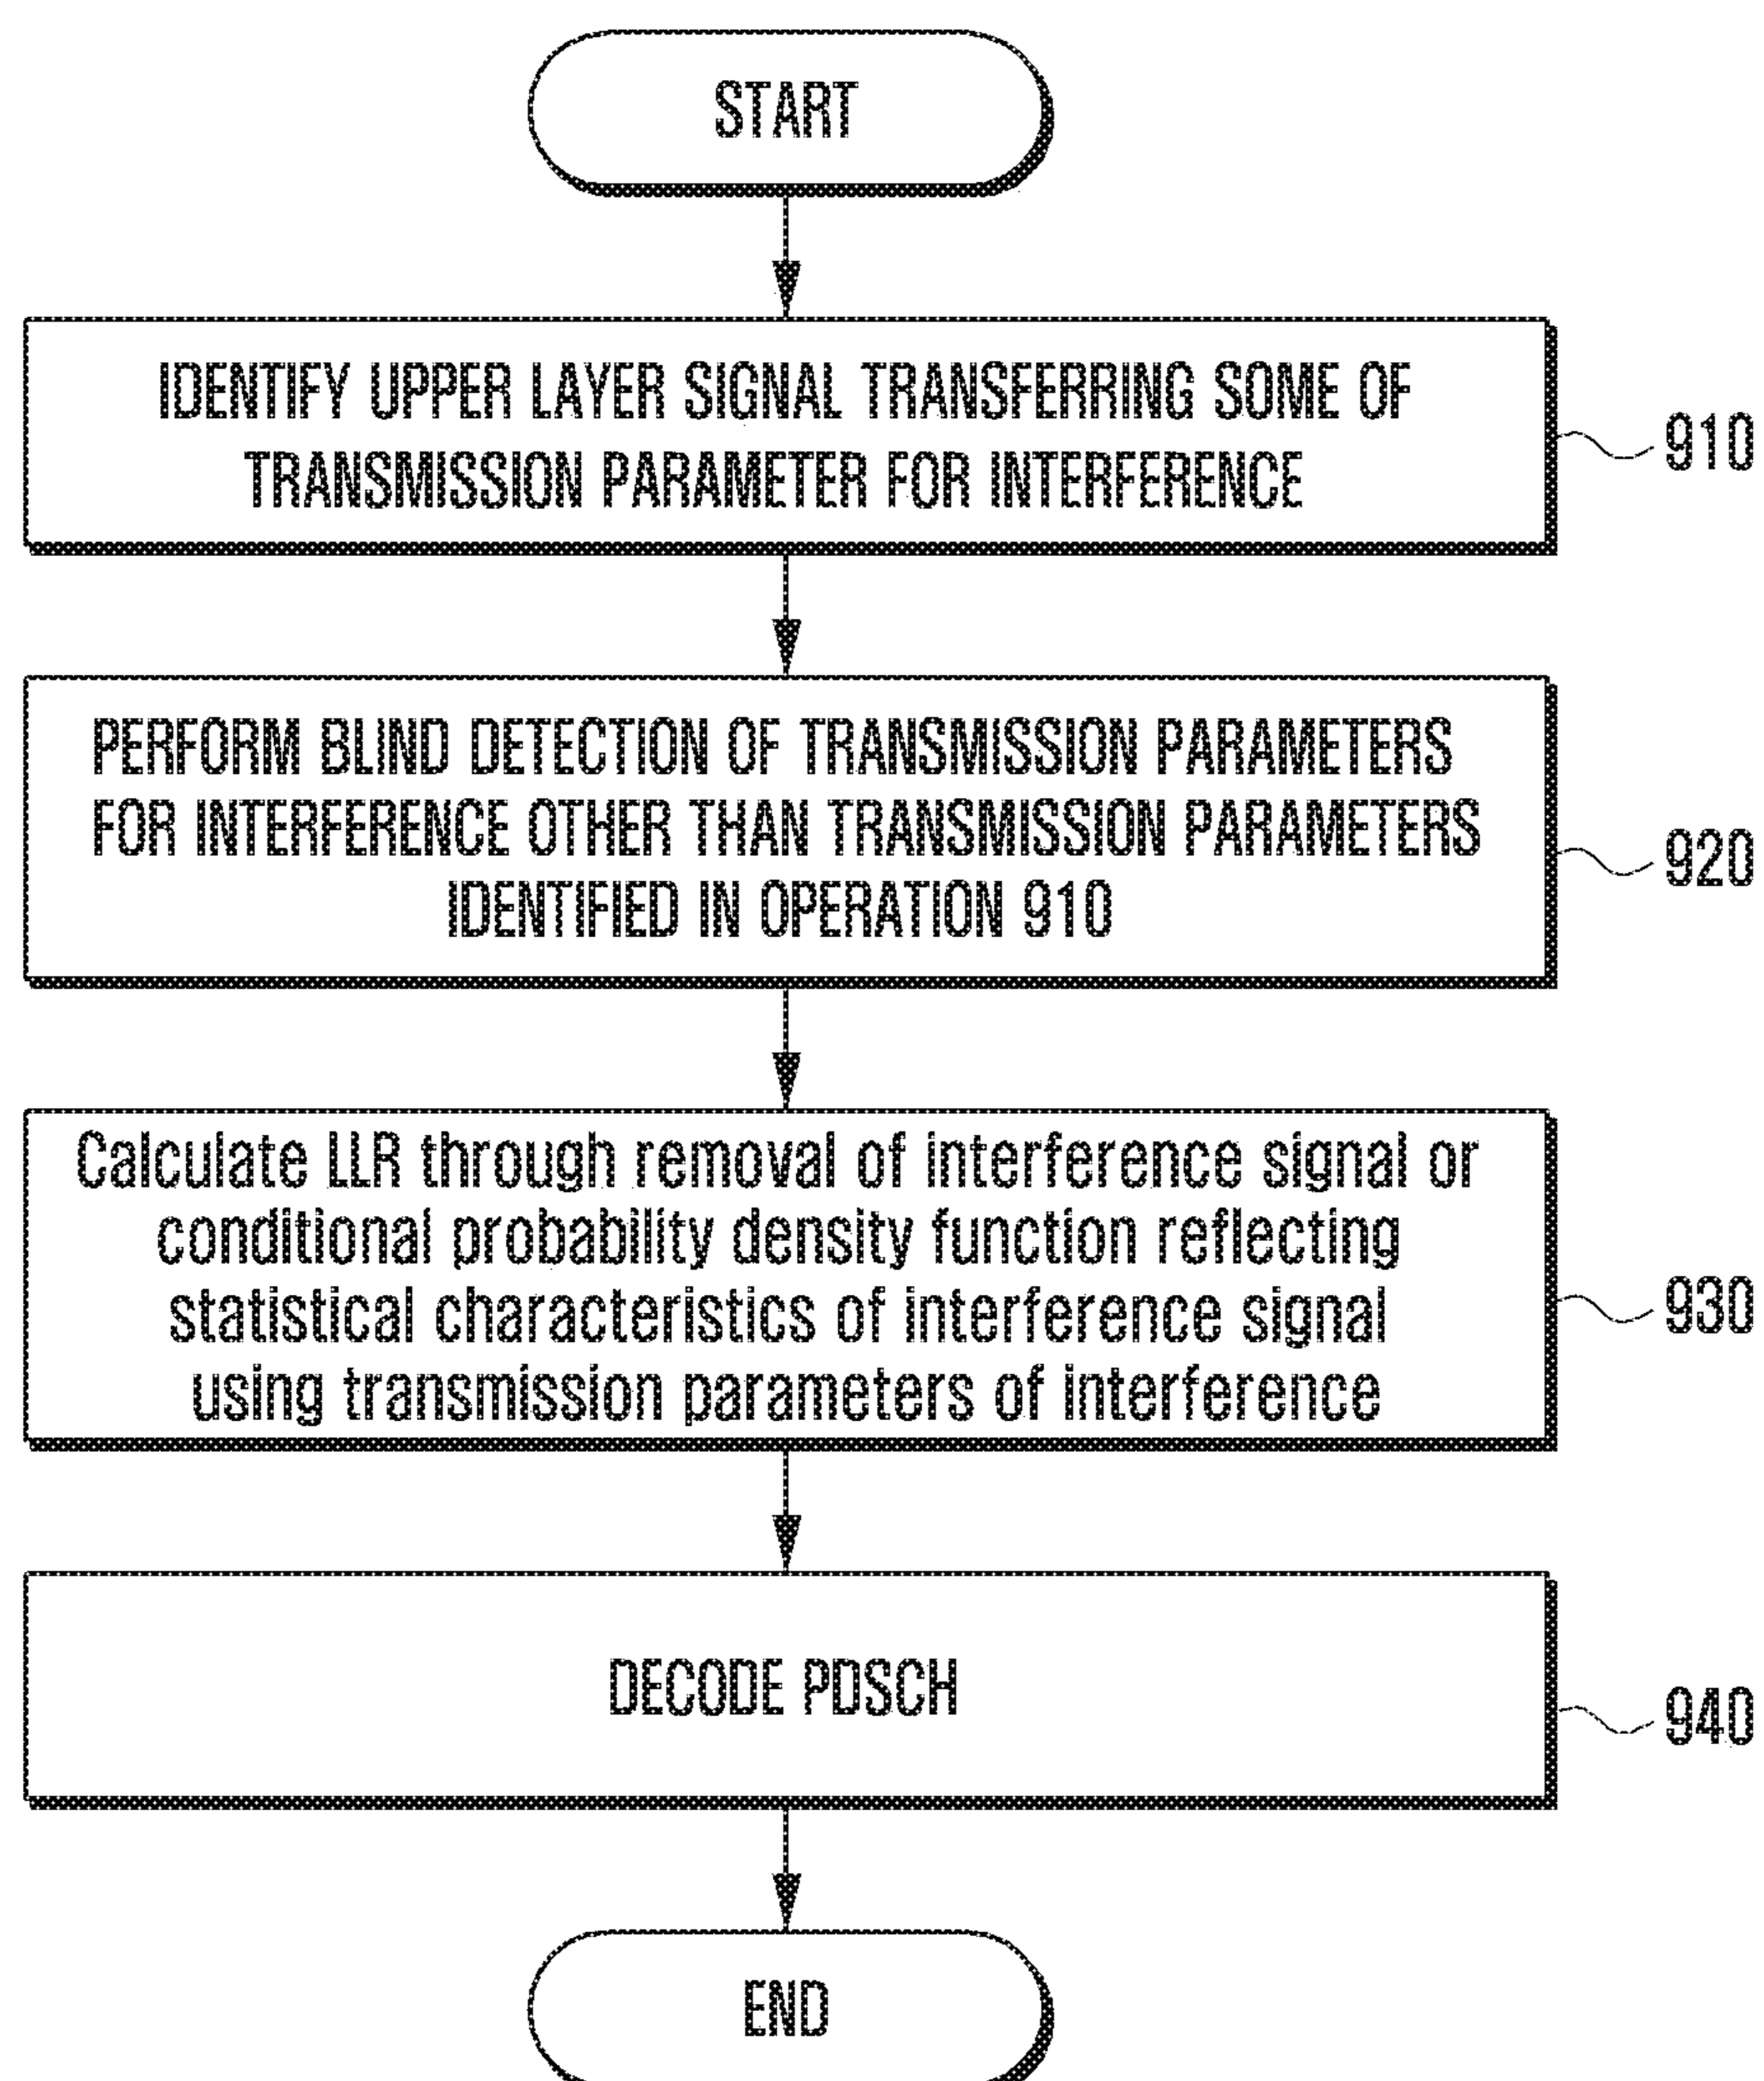 START
IDENTIFY UPPER LAYER SIGNAL TRANSFERRING SOME OF
TRANSMISSION PARAMETER FOR INTERFERENCE
910
PERFORM BLIND DETECTION OF TRANSMISSION PARAMETERS
FOR INTERFERENCE OTHER THAN TRANSMISSION PARAMETERS
IDENTIFIED IN OPERATION 910
920
Calculate LLR through removal of interference signal or
conditional probability density function reflecting
statistical characteristics of interference signal
using transmission parameters of interference
930
DECODE PDSCH
940
END